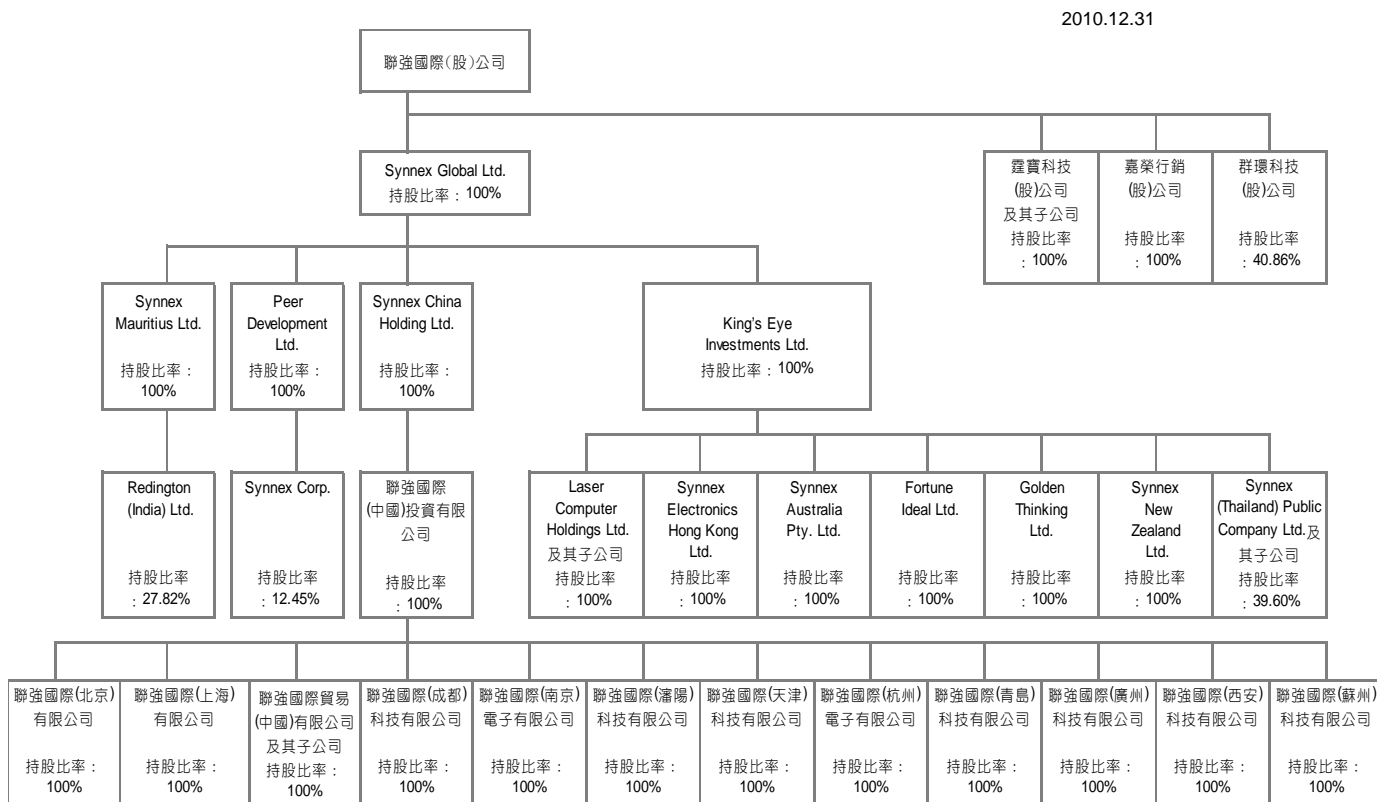 2010.12.31
聯強國際(股)公司
Synnex Global Ltd.
持股比率：100%
霆寶科技
(股)公司
及其子公司
持股比率
：100%
嘉榮行銷
(股)公司
持股比率
：100%
群環科技
(股)公司
持股比率
：40.86%
Synnex
Mauritius Ltd.
持股比率：
100%
Peer
Development
Ltd.
持股比率：
100%
Synnex China
Holding Ltd.
持股比率：
100%
King's Eye
Investments Ltd.
持股比率：100%
Redington
(India) Ltd.
持股比率
：27.82%
Synnex Corp.
持股比率
：12.45%
聯強國際
(中國)投資有限
公司
持股比率
：100%
Laser
Computer
Holdings Ltd.
及其子公司
持股比率
：100%
Synnex
Electronics
Hong Kong
Ltd.
持股比率
：100%
Synnex
Australia
Pty. Ltd.
持股比率
：100%
Fortune
Ideal Ltd.
持股比率
：100%
Golden
Thinking
Ltd.
持股比率
：100%
Synnex
New
Zealand
Ltd.
持股比率
：100%
Synnex
(Thailand) Public
Company Ltd.及
其子公司
持股比率
：39.60%
聯強國際(北京)
有限公司
持股比率：
100%
聯強國際(上海)
有限公司
持股比率：
100%
聯強國際貿易
(中國)有限公司
及其子公司
持股比率：
100%
聯強國際(成都)
科技有限公司
持股比率：
100%
聯強國際(南京)
電子有限公司
持股比率：
100%
聯強國際(瀋陽)
科技有限公司
持股比率：
100%
聯強國際(天津)
科技有限公司
持股比率：
100%
聯強國際(杭州)
電子有限公司
持股比率：
100%
聯強國際(青島)
科技有限公司
持股比率：
100%
聯強國際(廣州)
科技有限公司
持股比率：
100%
聯強國際(西安)
科技有限公司
持股比率：
100%
聯強國際(蘇州)
科技有限公司
持股比率：
100%